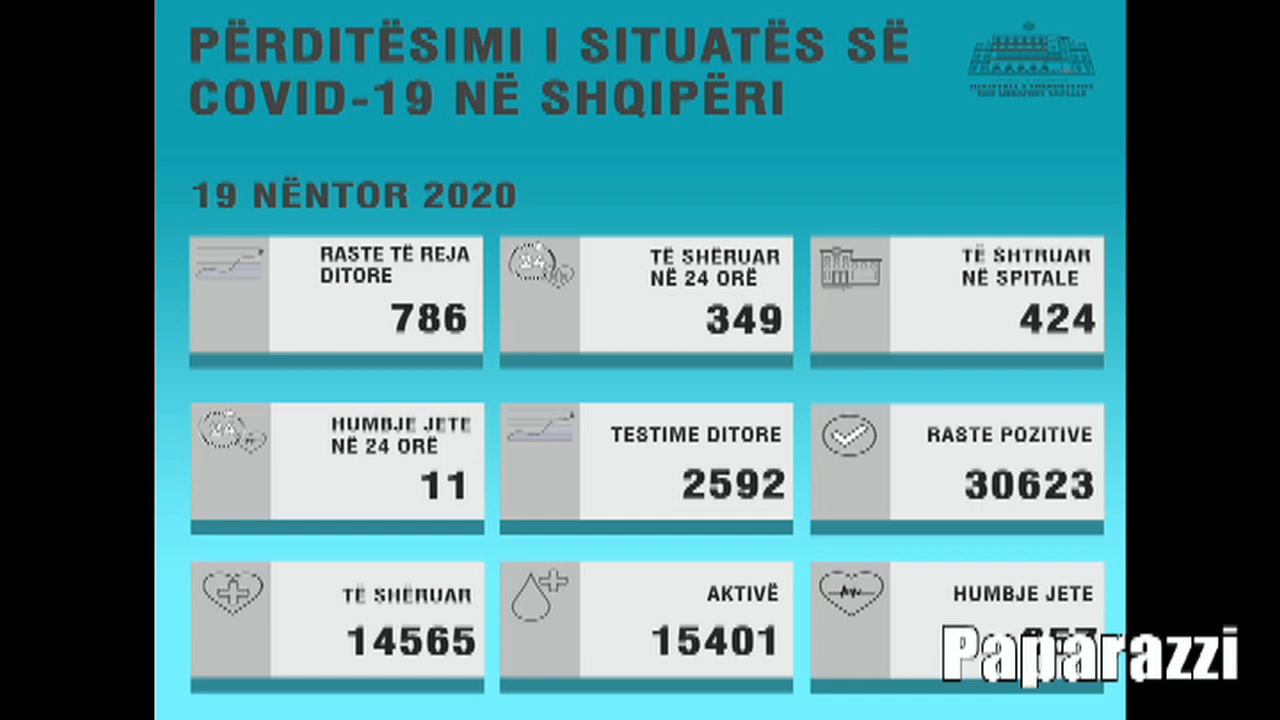 PËRDITËSIMI I SITUATËS SË
COVID-19 NË SHQIPËRI
19 NËNTOR 2020
RASTE TË REJA
DITORE
786
TË SHËRUAR
NË 24 ORË
349
TË SHTRUAR
NË SPITALE
424
HUMBJE JETE
NË 24 ORË
11
TESTIME DITORE
2592
RASTE POZITIVE
30623
TË SHËRUAR
14565
AKTIVË
15401
HUMBJE JETE
Paparazzi